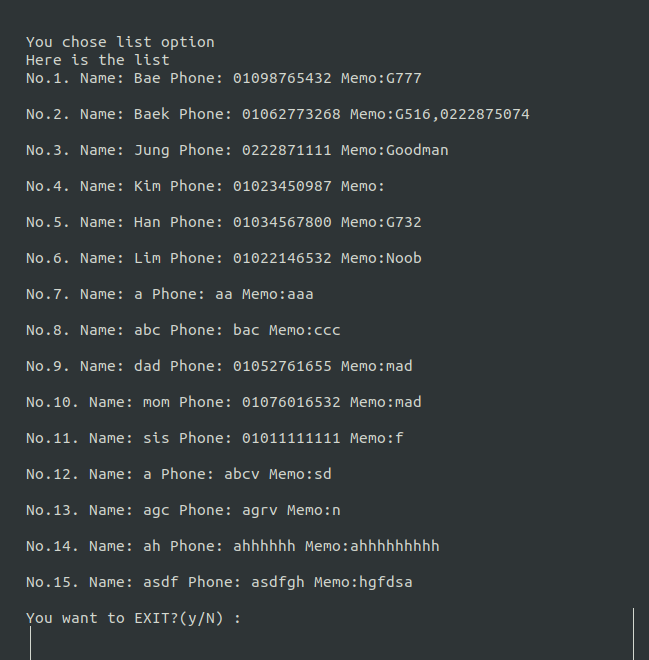 You chose list option
Here is the list
No.1. Name: Bae Phone: 01098765432 Memo:G777
No.2. Name: Baek Phone: 01062773268 Memo:G516,0222875074
No.3. Name: Jung Phone: 0222871111 Memo:Goodman
No.4. Name: Kim Phone: 01023450987 Memo:
No.5. Name: Han Phone: 01034567800 Memo:G732
No.6. Name: Lim Phone: 01022146532 Memo:Noob
No.7. Name: a Phone: aa Memo:aaa
No.8. Name: abc Phone: bac Memo:ccc
No.9. Name: dad Phone: 01052761655 Memo:mad
No.10. Name: mom Phone: 01076016532 Memo:mad
No.11. Name: sis Phone: 01011111111 Memo:f
No.12. Name: a Phone: abcv Memo:sd
No.13. Name: agc Phone: agrv Memo:n
No.14. Name: ah Phone: ahhhhhh Memo:ahhhhhhhhh
No.15. Name: asdf Phone: asdfgh Memo:hgfdsa
You want to EXIT?(y/N) :